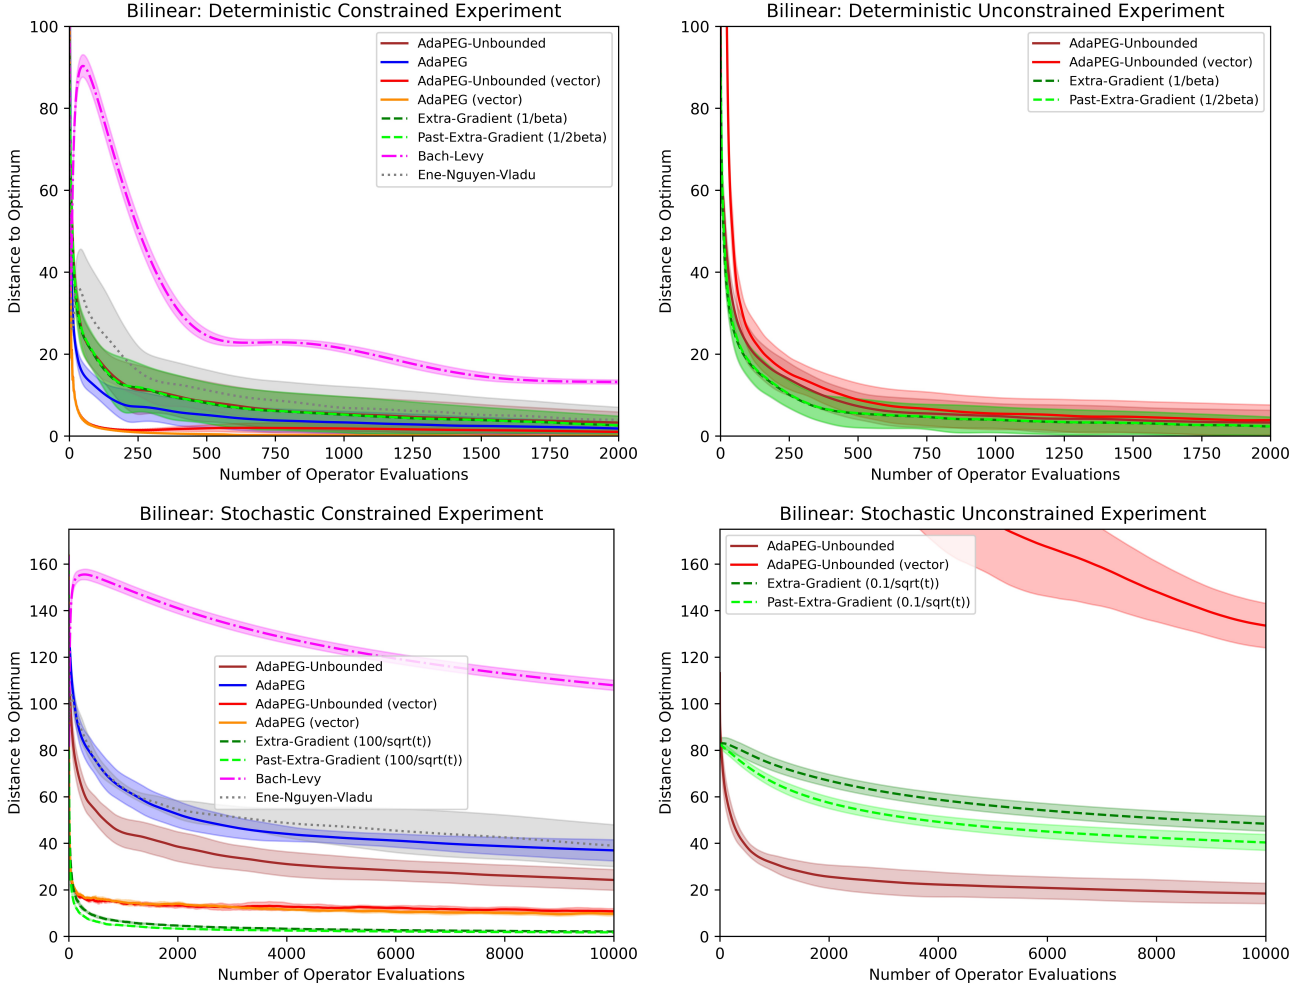 Bilinear: Deterministic Constrained Experiment
100
80
60
40
20
0
Distance to Optimum
AdaPEG-Unbounded
AdaPEG
AdaPEG-Unbounded (vector)
AdaPEG (vector)
Extra-Gradient (1/beta)
Past-Extra-Gradient (1/2beta)
Bach-Levy
Ene-Nguyen-Vladu
0 250 500 750 1000 1250 1500 1750 2000
Number of Operator Evaluations
Bilinear: Deterministic Unconstrained Experiment
100
80
60
40
20
0
Distance to Optimum
AdaPEG-Unbounded
AdaPEG-Unbounded (vector)
Extra-Gradient (1/beta)
Past-Extra-Gradient (1/2beta)
0 250 500 750 1000 1250 1500 1750 2000
Number of Operator Evaluations
Bilinear: Stochastic Constrained Experiment
160
140
120
100
80
60
40
20
0
Distance to Optimum
AdaPEG-Unbounded
AdaPEG
AdaPEG-Unbounded (vector)
AdaPEG (vector)
Extra-Gradient (100/sqrt(t))
Past-Extra-Gradient (100/sqrt(t))
Bach-Levy
Ene-Nguyen-Vladu
0 2000 4000 6000 8000 10000
Number of Operator Evaluations
Bilinear: Stochastic Unconstrained Experiment
160
140
120
100
80
60
40
20
0
Distance to Optimum
AdaPEG-Unbounded
AdaPEG-Unbounded (vector)
Extra-Gradient (0.1/sqrt(t))
Past-Extra-Gradient (0.1/sqrt(t))
0 2000 4000 6000 8000 10000
Number of Operator Evaluations